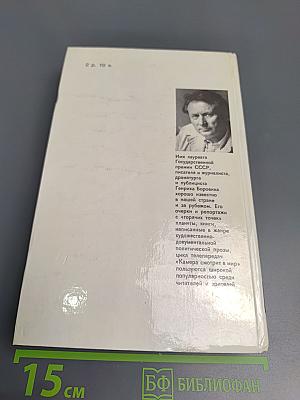 2 р. 10 к.
Имя лауреата
Государственной
премии СССР,
писателя и журналиста,
драматурга
и публициста
Генриха Боровика
хорошо известно
в нашей стране
и за рубежом. Его
очерки и репортажи
с «горячих точек»
планеты, книги,
написанные в жанре
художественно-
документальной
политической прозы,
цикл телепередач
«Камера смотрит в мир»
пользуются широкой
популярностью среди
читателей и зрителей.
15 см
БФ БИБЛИОФАН